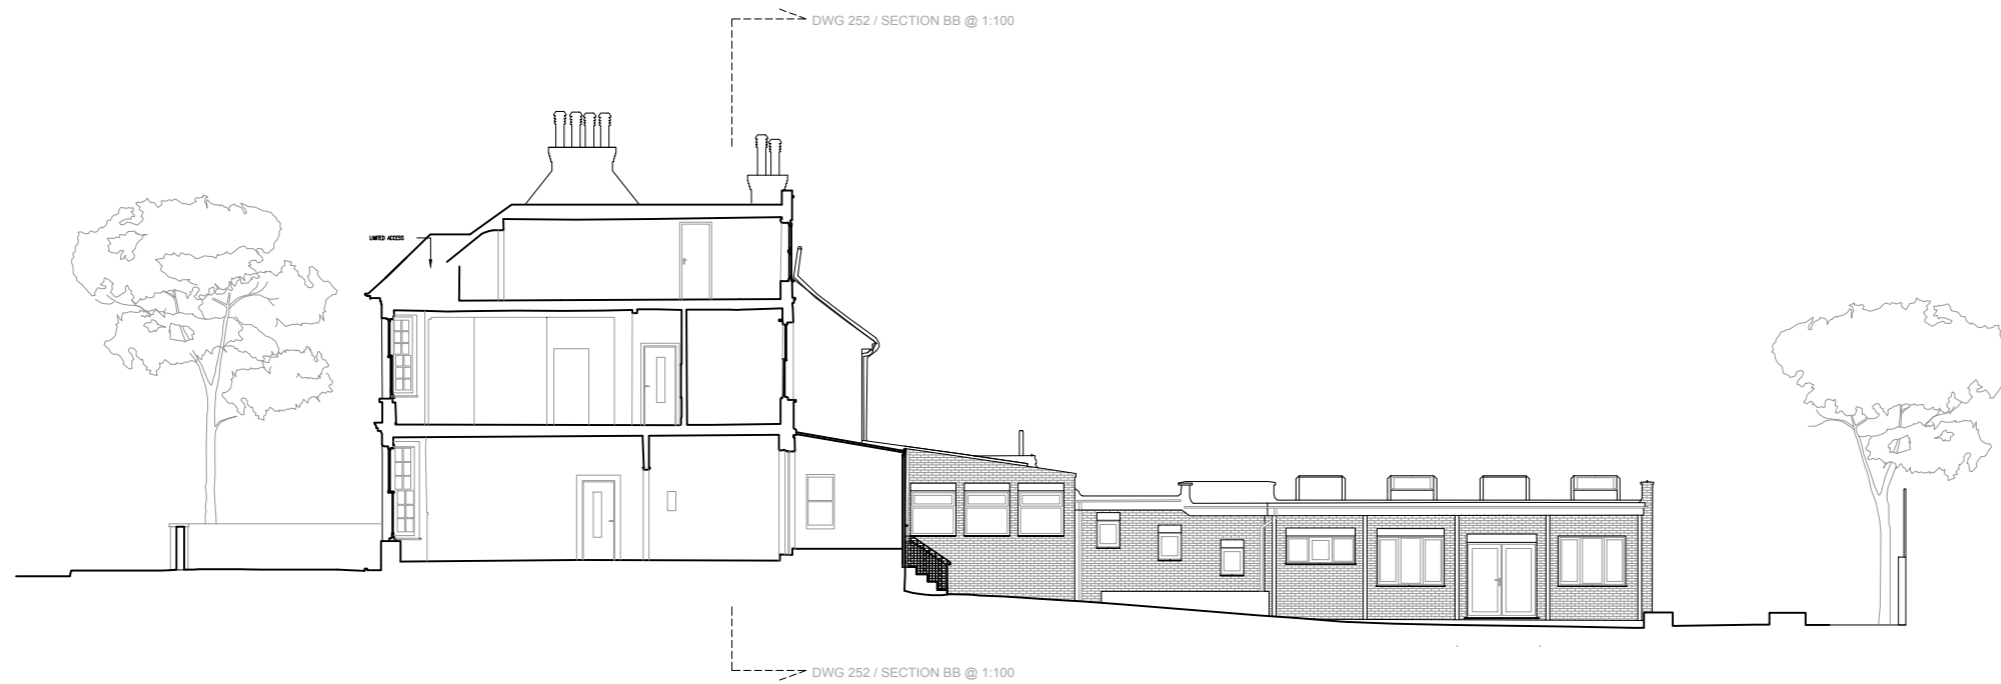 DWG 252 / SECTION BB @ 1:100
LIMITED ACCESS
DWG 252 / SECTION BB @ 1:100